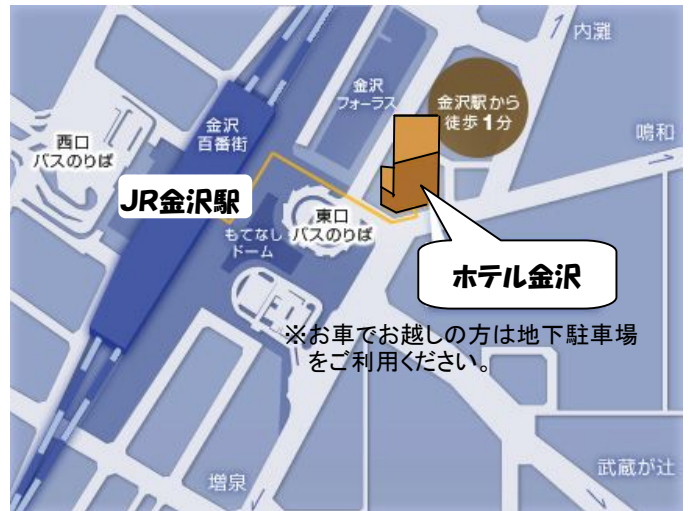 内灘
金沢
フォーラス
金沢駅から
徒歩1分
鳴和
金沢
百番街
西口
バスのりば
JR金沢駅
東口
バスのりば
もてなし
ドーム
ホテル金沢
※お車でお越しの方は地下駐車場
をご利用ください。
増泉
武蔵が辻